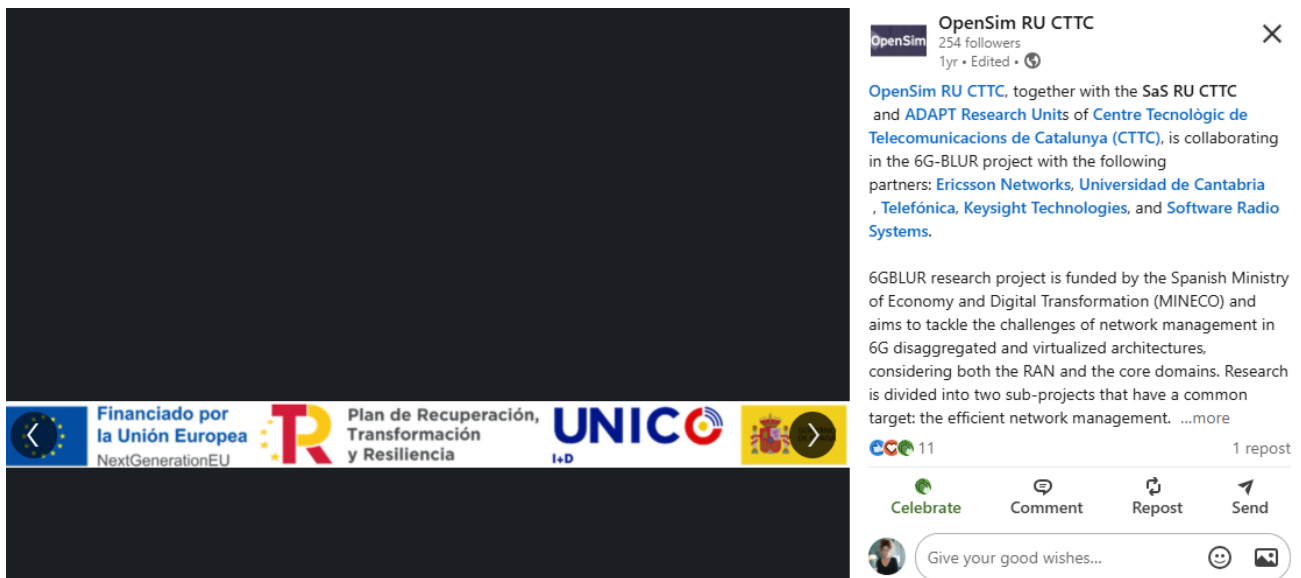 Financiado por
la Unión Europea
NextGenerationEU
TR
Plan de Recuperación,
Transformación
y Resiliencia
UNICO
I+D
OpenSim
OpenSim RU CTTC
254 followers
1yr • Edited •
OpenSim RU CTTC, together with the SaS RU CTTC
and ADAPT Research Units of Centre Tecnològic de
Telecomunicacions de Catalunya (CTTC), is collaborating
in the 6G-BLUR project with the following
partners: Ericsson Networks, Universidad de Cantabria
, Telefónica, Keysight Technologies, and Software Radio
Systems.
6GBLUR research project is funded by the Spanish Ministry
of Economy and Digital Transformation (MINECO) and
aims to tackle the challenges of network management in
6G disaggregated and virtualized architectures,
considering both the RAN and the core domains. Research
is divided into two sub-projects that have a common
target: the efficient network management. ...more
11
1 repost
Celebrate
Comment
Repost
Send
Give your good wishes...